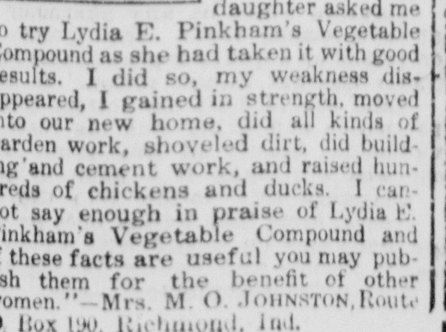 daughter asked me
o try Lydia E. Pinkham's Vegetable
ompound as she had taken it with good
esults. I did so, my weakness dis-
ppeared, I gained in strength, moved
nto our new home, did all kinds of
arden work, shoveled dirt, did build-
ng and cement work, and raised hun-
reds of chickens and ducks. I can-
ot say enough in praise of Lydia E.
inkham's Vegetable Compound and
f these facts are useful you may pub-
sh them for the benefit of other
omen."—Mrs. M. O. JOHNSTON, Route
D Box 190, Richmond, Ind.